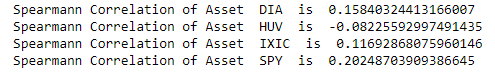 Spearmann Correlation of Asset  DIA  is  0.15840324413166007
Spearmann Correlation of Asset  HUV  is  -0.08225592997491435
Spearmann Correlation of Asset  IXIC  is  0.11692868075960146
Spearmann Correlation of Asset  SPY  is  0.20248703909386645